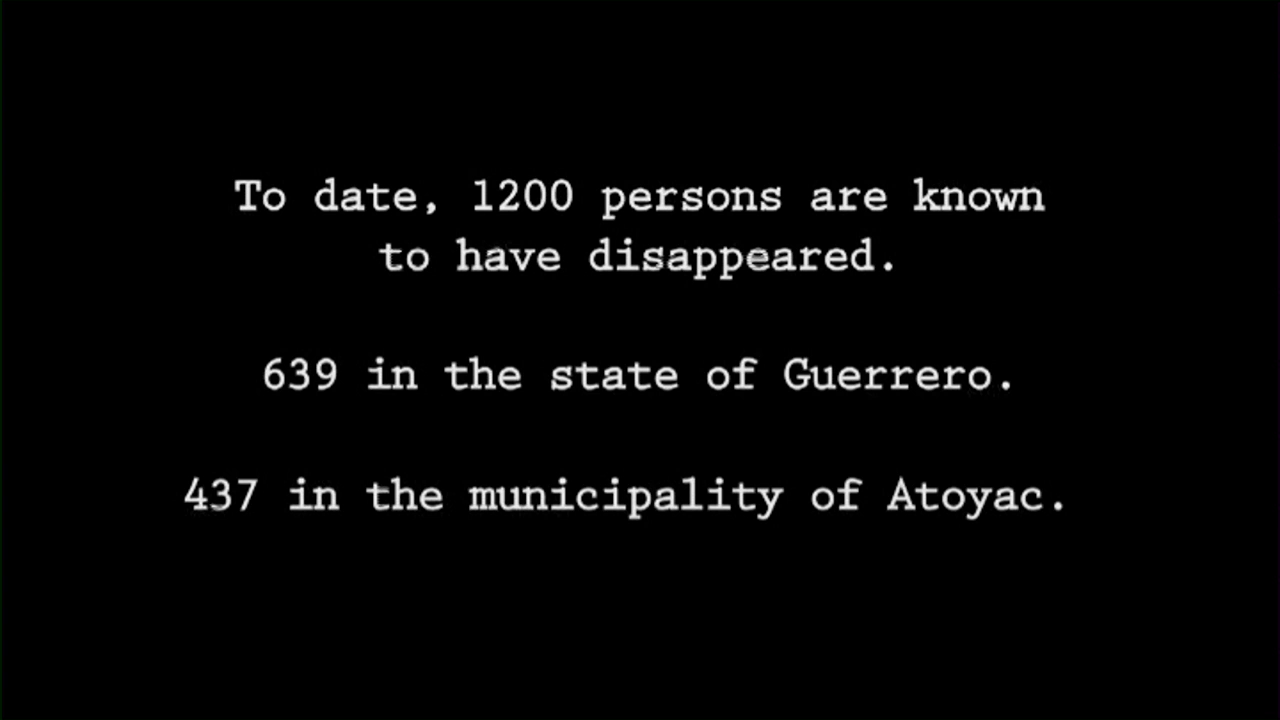 To date, 1200 persons are known
to have disappeared.
639 in the state of Guerrero.
437 in the municipality of Atoyac.